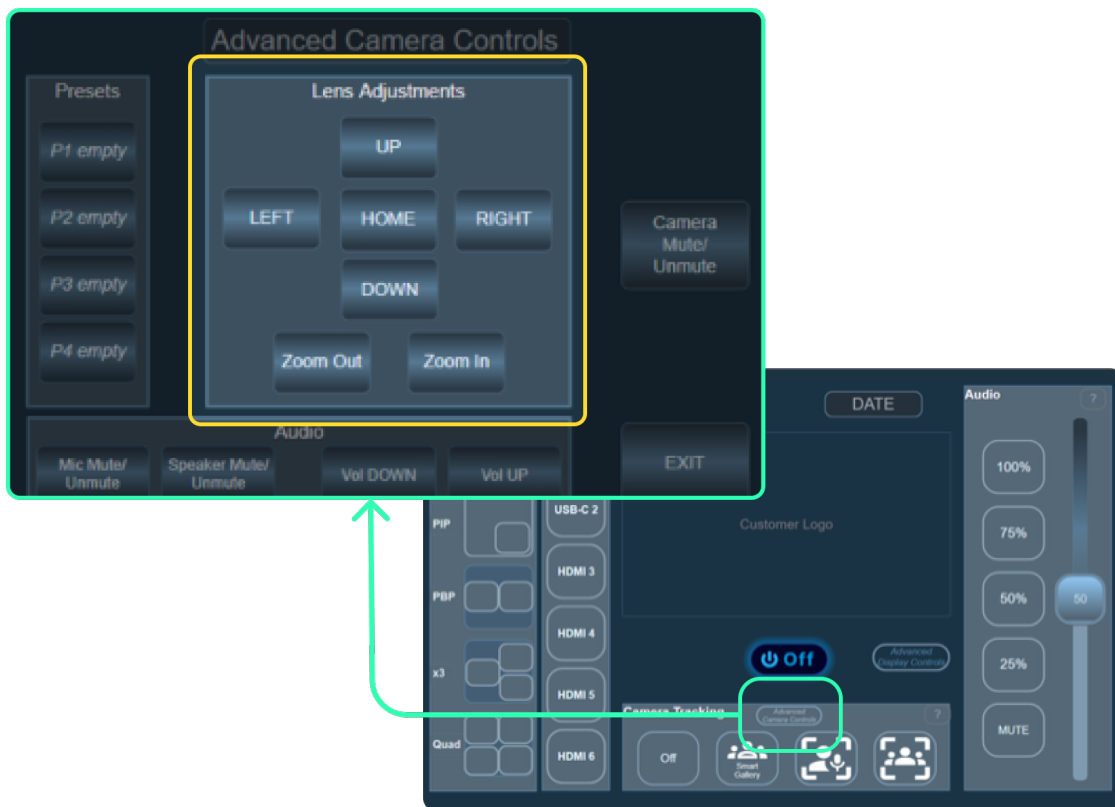 Advanced Camera Controls
Presets
P1 empty
P2 empty
P3 empty
P4 empty
Lens Adjustments
UP
LEFT
HOME
RIGHT
DOWN
Zoom Out
Zoom In
Camera
Mute/
Unmute
Audio
Mic Mute/
Unmute
Speaker Mute/
Unmute
Vol DOWN
Vol UP
EXIT
DATE
PIP
PBP
x3
Quad
USB-C 2
HDMI 3
HDMI 4
HDMI 5
HDMI 6
Customer Logo
Off
Advanced
Display Controls
Camera Tracking
Advanced
Camera Controls
?
Off
Smart
Gallery
Audio
?
100%
75%
50%
25%
MUTE
50